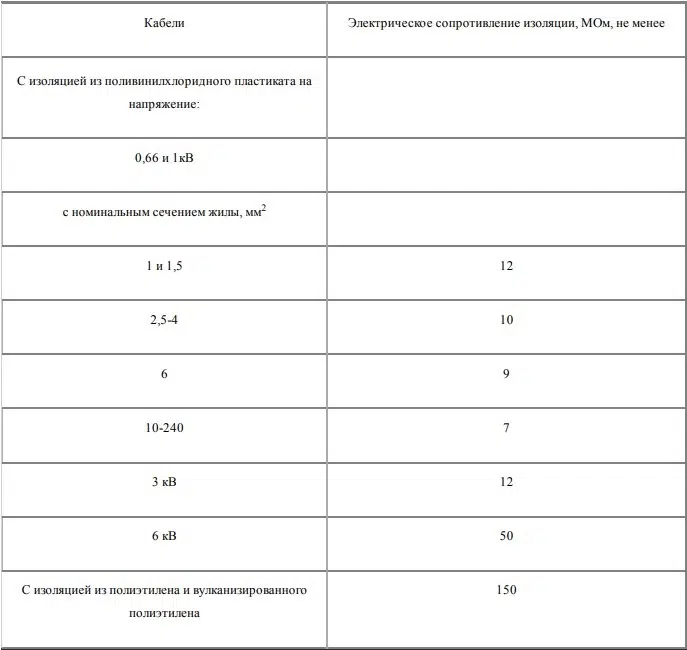 Кабели
Электрическое сопротивление изоляции, МОм, не менее
С изоляцией из поливинилхлоридного пластиката на
напряжение:
0,66 и 1кВ
с номинальным сечением жилы, мм²
1 и 1,5
12
2,5-4
10
6
9
10-240
7
3 кВ
12
6 кВ
50
С изоляцией из полиэтилена и вулканизированного
150
полиэтилена